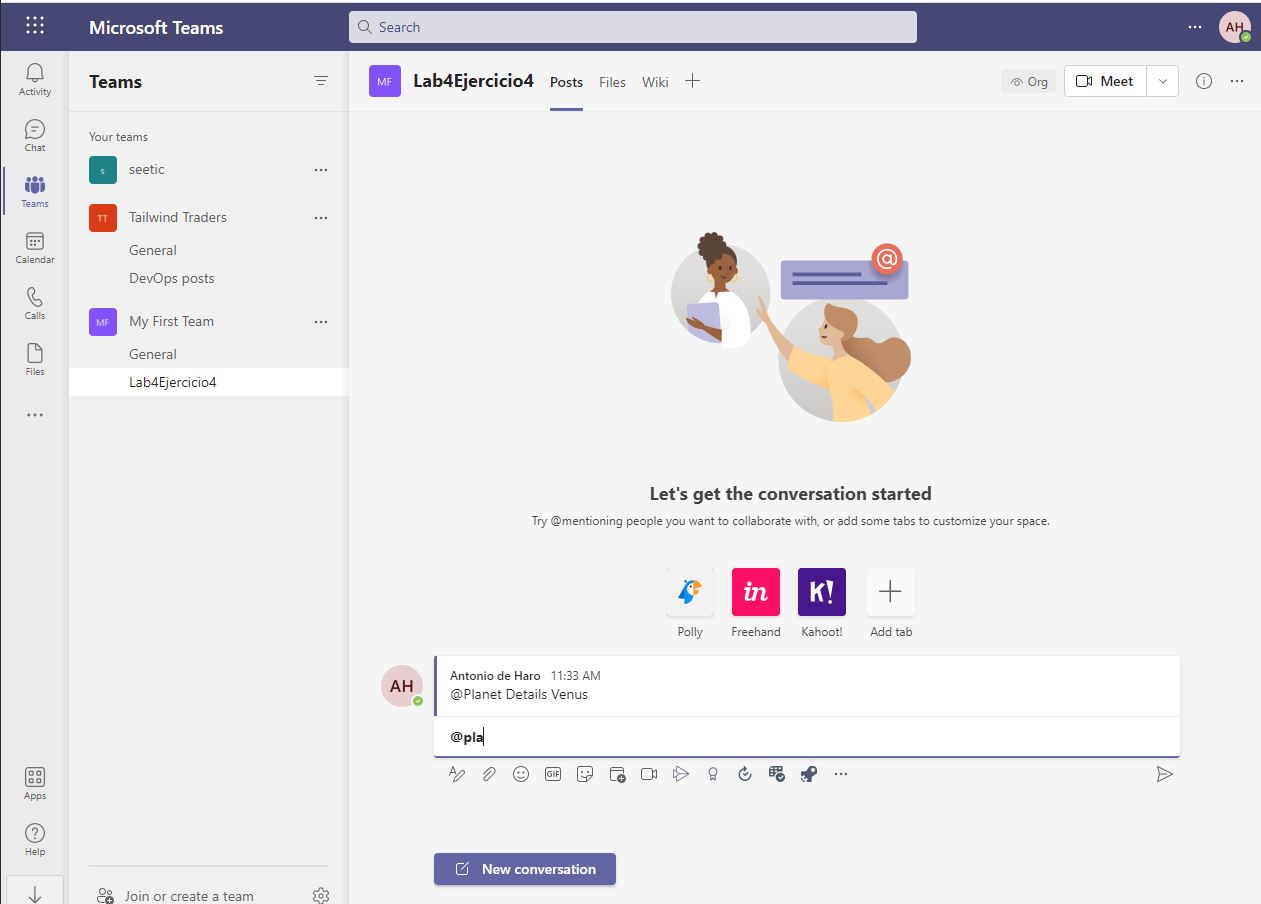 Microsoft Teams
Search
AH
Activity
Chat
Teams
Calendar
Calls
Files
Apps
Help
Teams
Your teams
s seetic
TT Tailwind Traders
General
DevOps posts
MF My First Team
General
Lab4Ejercicio4
Join or create a team
MF Lab4Ejercicio4 Posts Files Wiki
Org
Meet
@
Let's get the conversation started
Try @mentioning people you want to collaborate with, or add some tabs to customize your space.
in K!
Polly Freehand Kahoot! Add tab
AH
Antonio de Haro 11:33 AM
@Planet Details Venus
@pla
GIF
New conversation